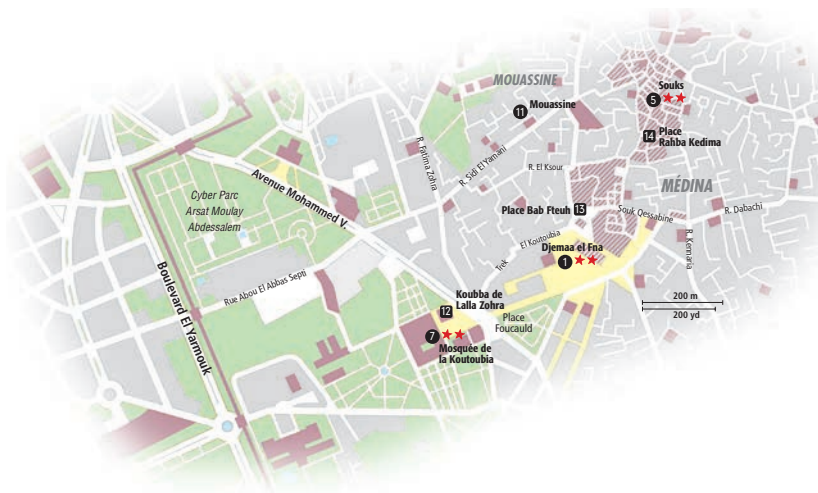 MOUASSINE
Souks
5
11 Mouassine
14 Place
Rahba Kedima
R. Fatima Zohra
R. Sidi El Yamani
R. El Ksour
MÉDINA
Avenue Mohammed V.
Cyber Parc
Arsat Moulay
Abdessalem
Place Bab Fteuh 13
Souk Qessabine
R. Dabachi
R. Kennaria
Trek El Koutoubia
Djemaa el Fna
1
Boulevard El Yarmouk
Rue Abou El Abbas Septi
Koubba de
12 Lalla Zohra
Place
Foucauld
7
Mosquée de
la Koutoubia
200 m
200 yd